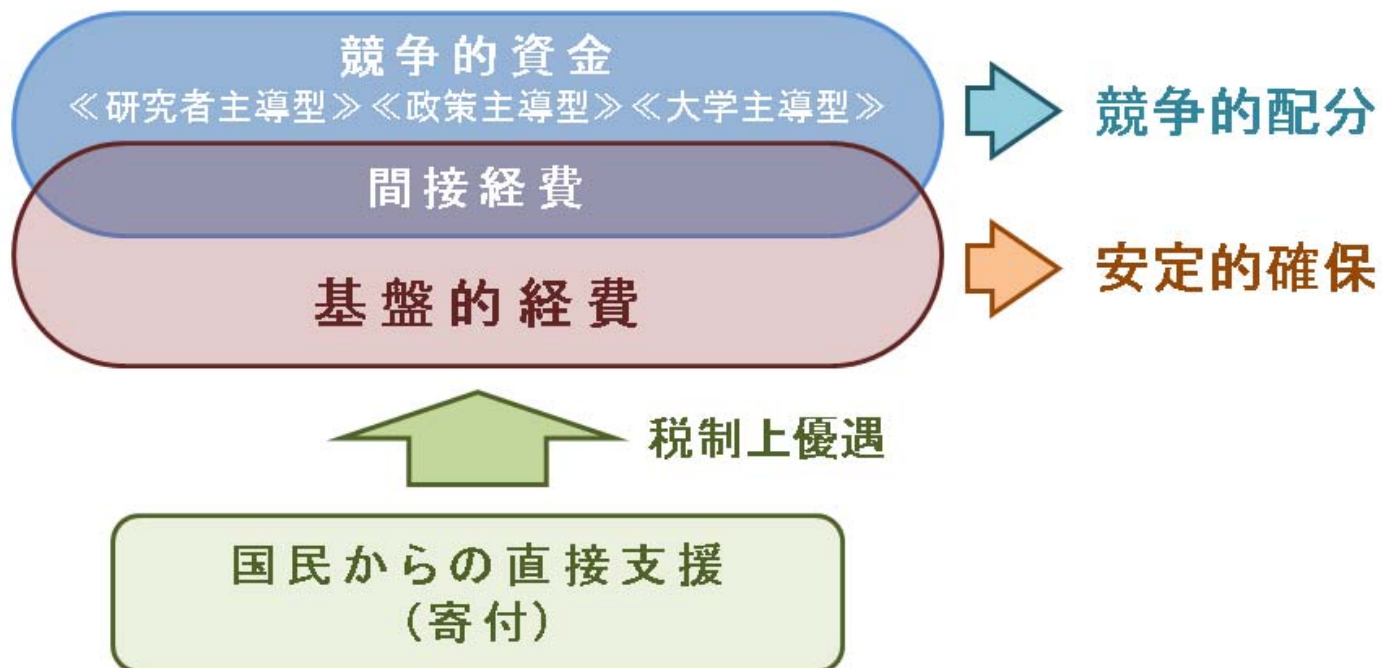 競争的資金
≪研究者主導型≫≪政策主導型≫≪大学主導型≫
競争的配分
間接経費
安定的確保
基盤的経費
税制上優遇
国民からの直接支援
(寄付)